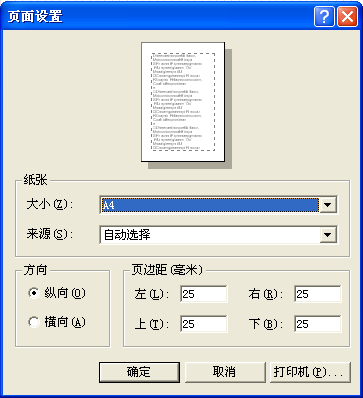 页面设置
纸张
大小(Z): A4
来源(S): 自动选择
方向
纵向(O)
横向(A)
页边距(毫米)
左(L): 25 右(R): 25
上(T): 25 下(B): 25
确定 取消 打印机(P)...